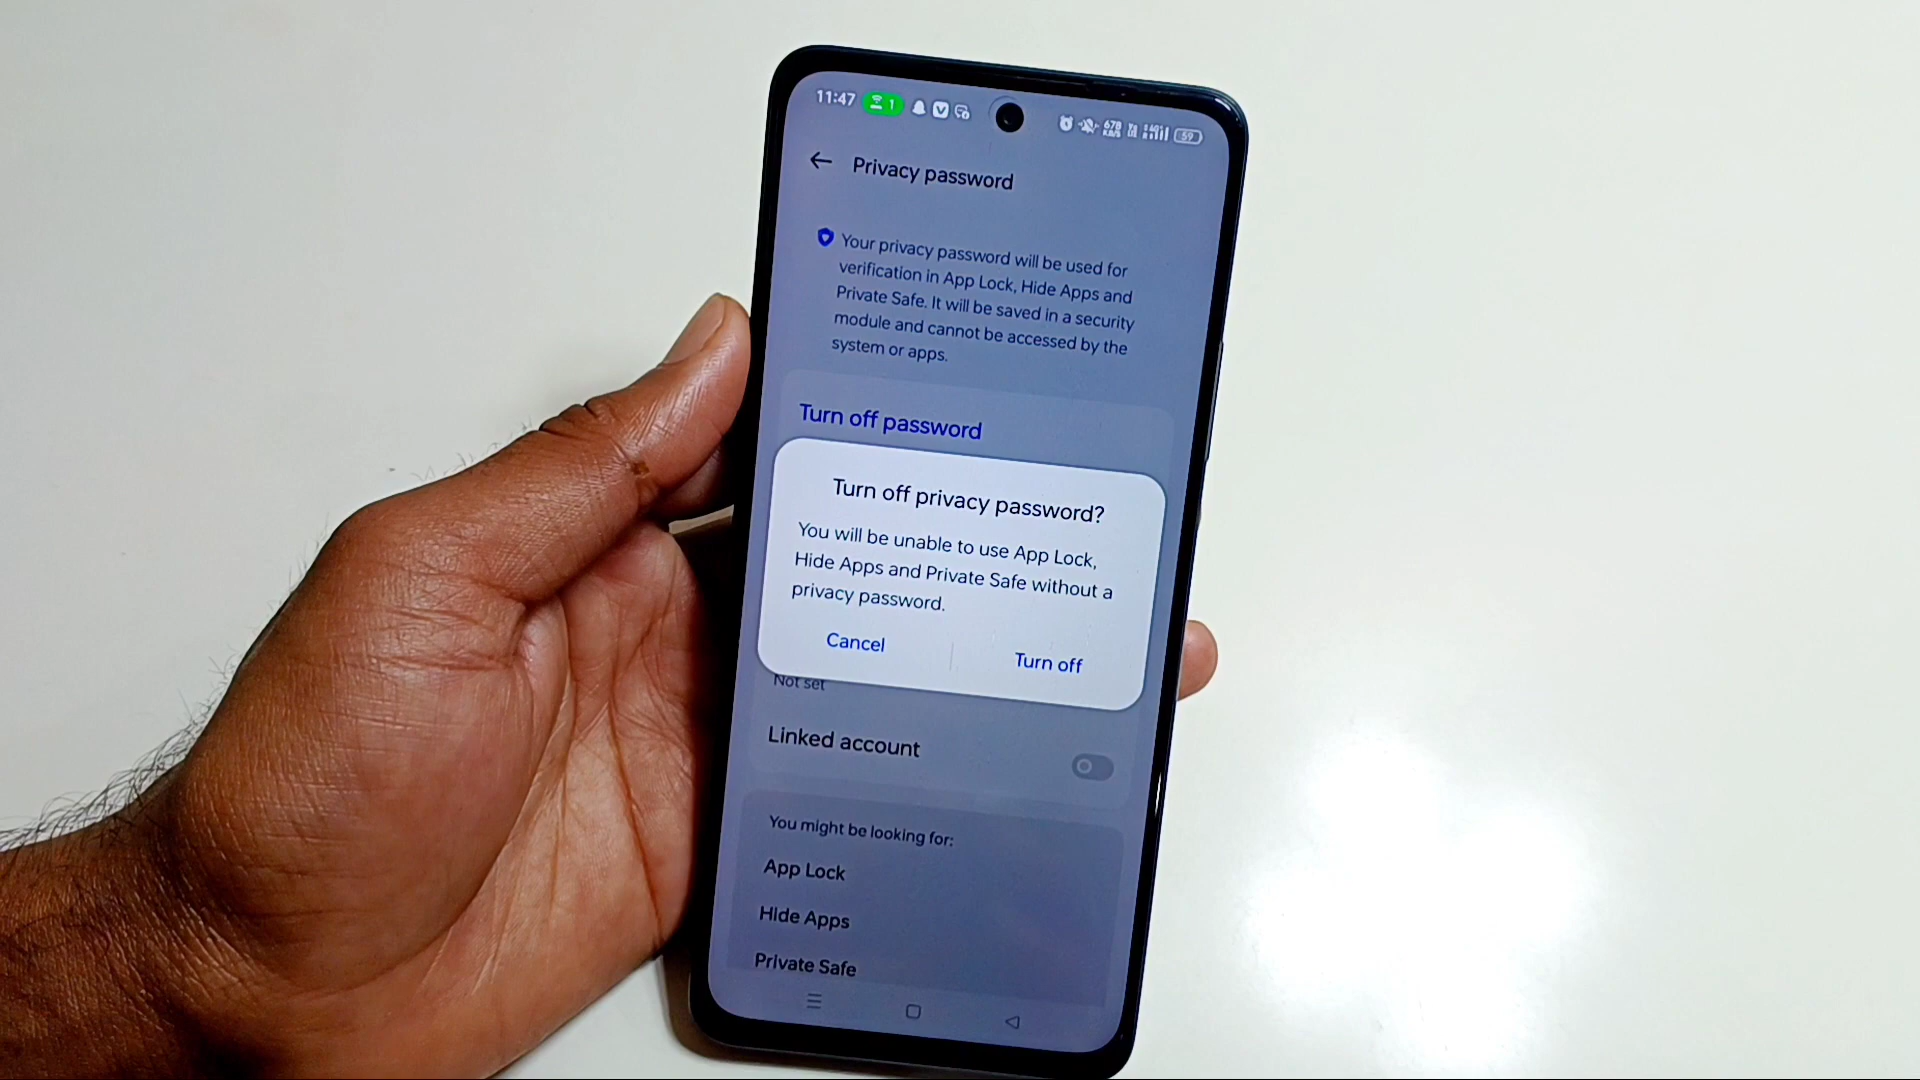 11:47 1 59
Privacy password
Your privacy password will be used for
verification in App Lock, Hide Apps and
Private Safe. It will be saved in a security
module and cannot be accessed by the
system or apps.
Turn off password
Turn off privacy password?
You will be unable to use App Lock,
Hide Apps and Private Safe without a
privacy password.
Cancel Turn off
Not set
Linked account
You might be looking for:
App Lock
Hide Apps
Private Safe